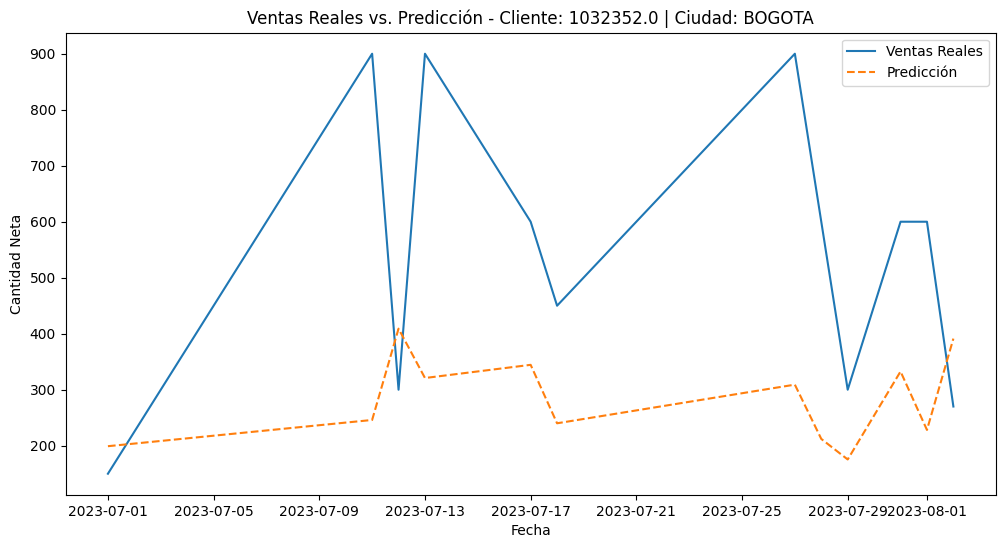 Ventas Reales vs. Predicción - Cliente: 1032352.0 | Ciudad: BOGOTA
Ventas Reales
Predicción
Cantidad Neta
900
800
700
600
500
400
300
200
2023-07-01 2023-07-05 2023-07-09 2023-07-13 2023-07-17 2023-07-21 2023-07-25 2023-07-29 2023-08-01
Fecha